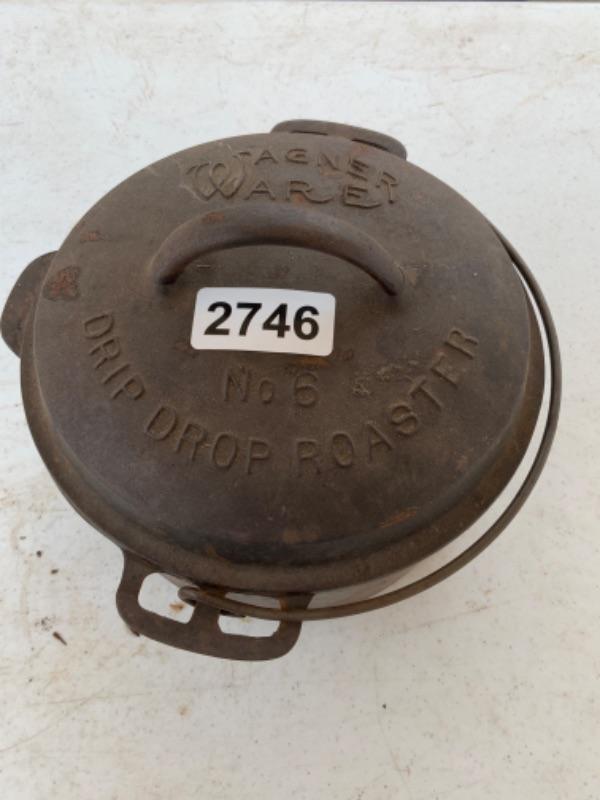 WAGNER
WARE
2746
No 6
DRIP DROP ROASTER